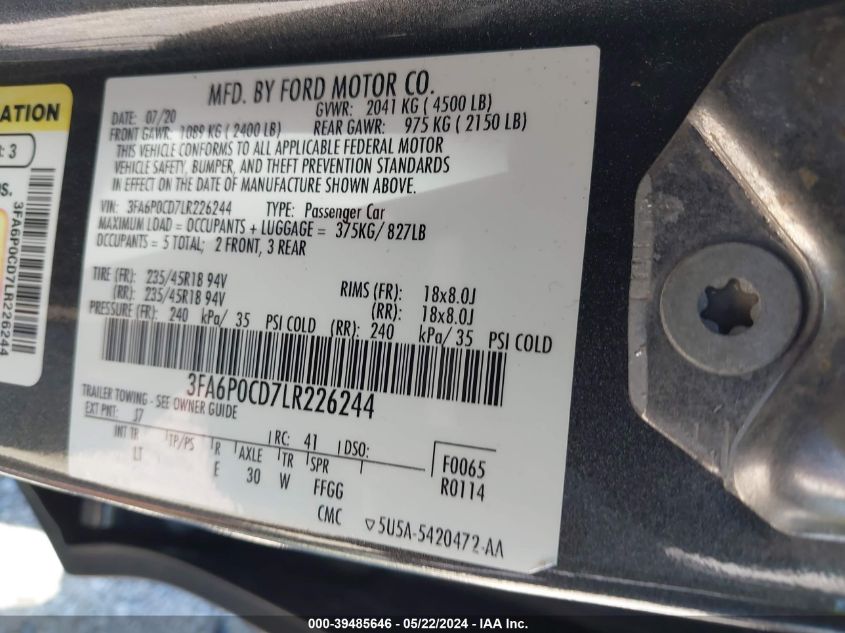 MFD. BY FORD MOTOR CO.
DATE: 07/20 GVWR: 2041 KG ( 4500 LB)
FRONT GAWR: 1089 KG ( 2400 LB) REAR GAWR: 975 KG ( 2150 LB)
THIS VEHICLE CONFORMS TO ALL APPLICABLE FEDERAL MOTOR
VEHICLE SAFETY, BUMPER, AND THEFT PREVENTION STANDARDS
IN EFFECT ON THE DATE OF MANUFACTURE SHOWN ABOVE.
VIN: 3FA6P0CD7LR226244 TYPE: Passenger Car
MAXIMUM LOAD = OCCUPANTS + LUGGAGE = 375KG/ 827LB
OCCUPANTS = 5 TOTAL; 2 FRONT, 3 REAR
TIRE (FR): 235/45R18 94V RIMS (FR): 18x8.0J
(RR): 235/45R18 94V (RR): 18x8.0J
PRESSURE (FR): 240 kPa/ 35 PSI COLD (RR): 240 kPa/ 35 PSI COLD
3FA6P0CD7LR226244
TRAILER TOWING - SEE OWNER GUIDE
EXT PNT: J7 RC: 41 DSO:
INT TR TP/PS R AXLE TR SPR F0065
LT E 30 W FFGG R0114
CMC ▽5U5A-5420472-AA
ATION
: 3
S.
3FA6P0CD7LR226244
000-39485646 - 05/22/2024 - IAA Inc.